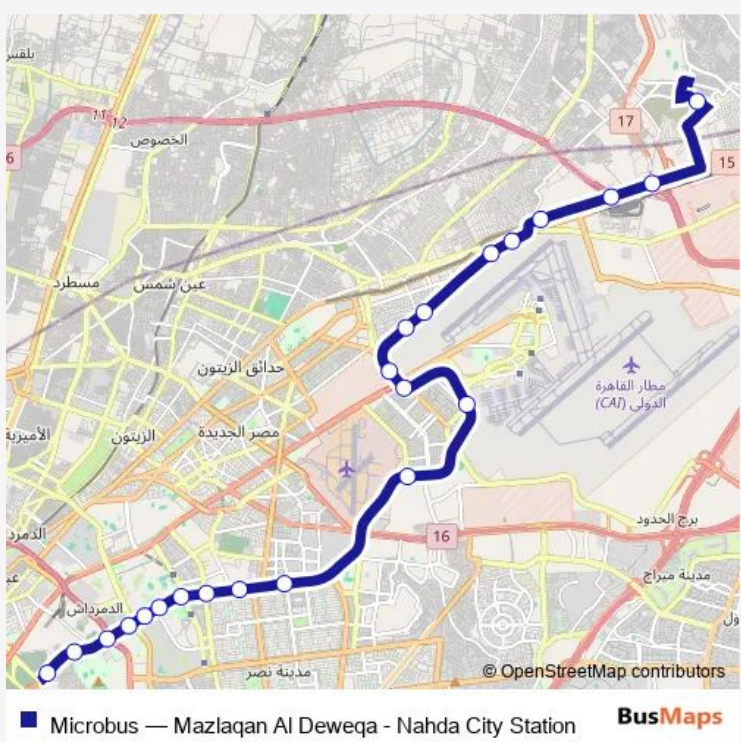 بلقس
11 12
17
الخصوص
6
15
مسطرد
عين شمس
حدائق الزيتون
مطار القاهرة
الدولى (CAI)
الأميرية
الزيتون
مصر الجديدة
برج الحدود
16
الدمرد
مدينة ميراج
الدمرداش
ول
مدينة نصر
© OpenStreetMap contributors
Microbus — Mazlaqan Al Deweqa - Nahda City Station
BusMaps